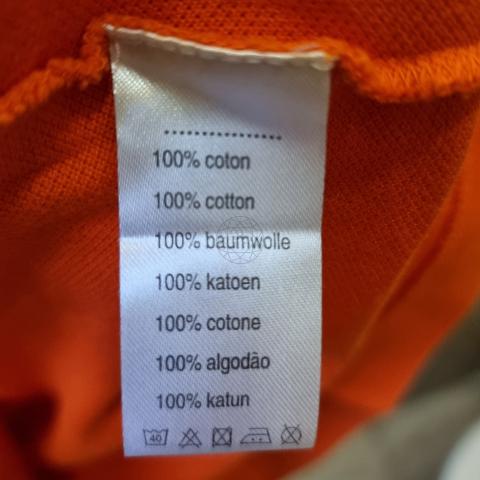 100% coton
100% cotton
100% baumwolle
100% katoen
100% cotone
100% algodão
100% katun
40